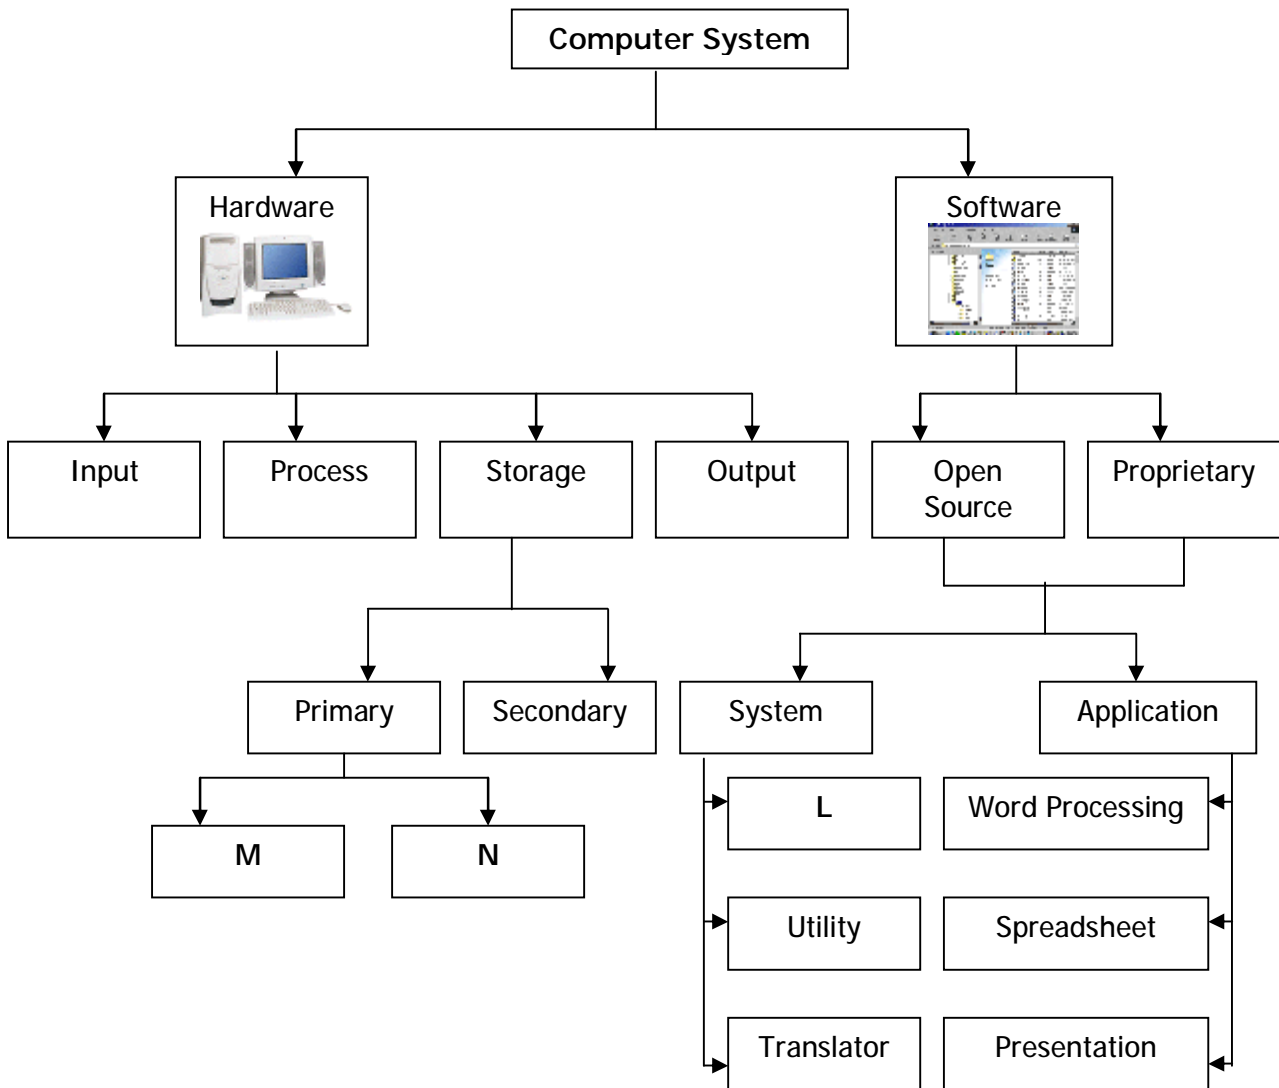 Computer System
Hardware
Software
Input
Process
Storage
Output
Open
Source
Proprietary
Primary
Secondary
System
Application
M
N
L
Word Processing
Utility
Spreadsheet
Translator
Presentation